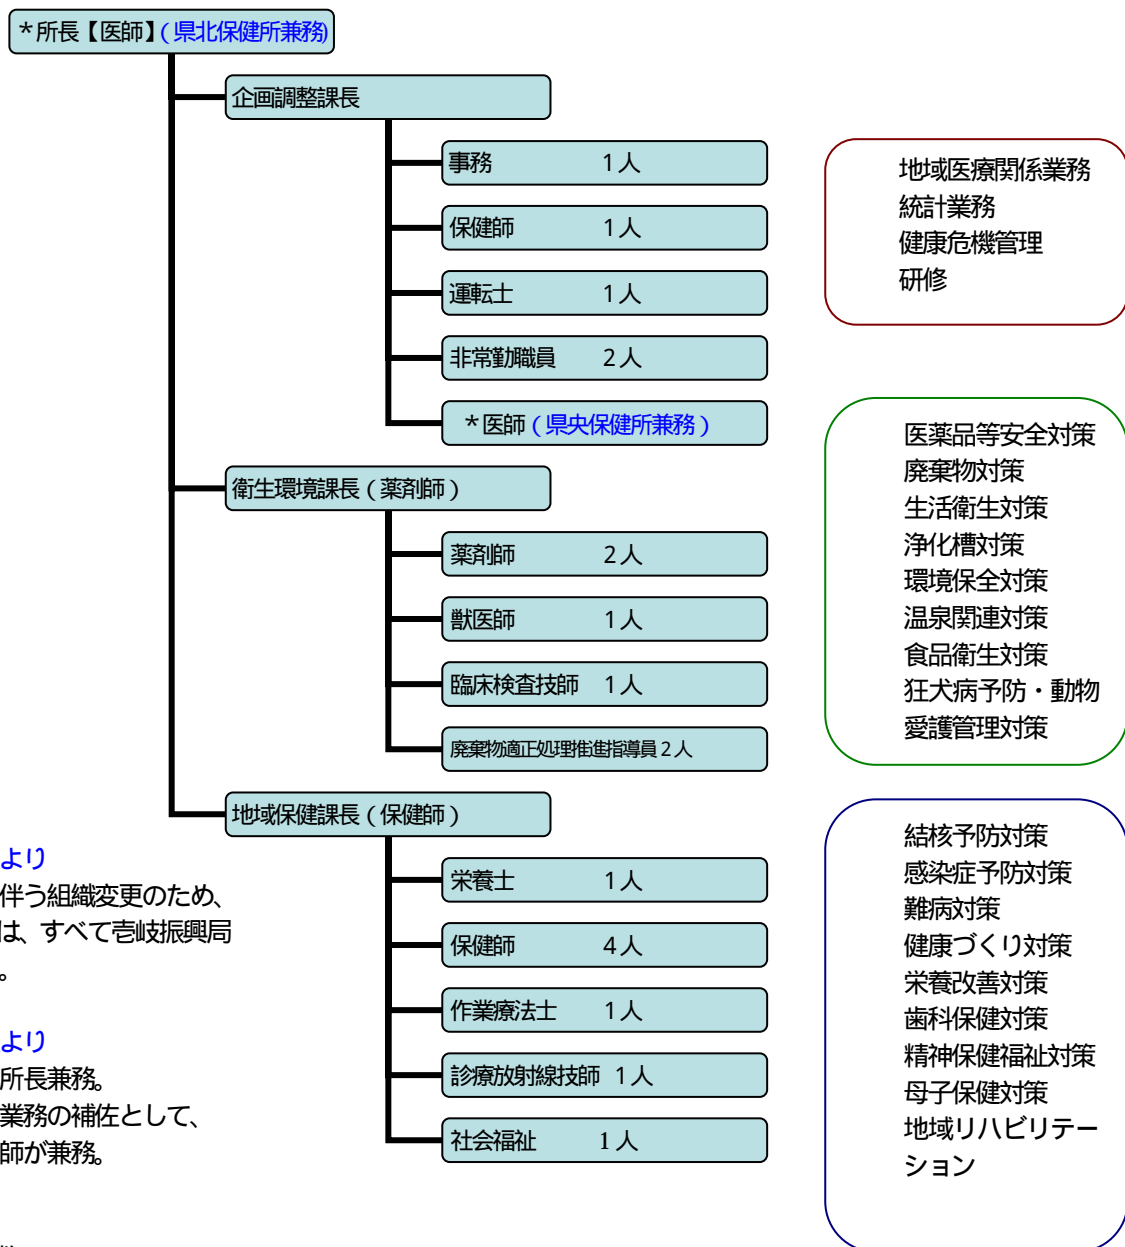 *所長【医師】(県北保健所兼務)
企画調整課長
事務 1人
保健師 1人
運転士 1人
非常勤職員 2人
*医師(県央保健所兼務)
衛生環境課長(薬剤師)
薬剤師 2人
獣医師 1人
臨床検査技師 1人
廃棄物適正処理推進指導員2人
地域保健課長(保健師)
栄養士 1人
保健師 4人
作業療法士 1人
診療放射線技師 1人
社会福祉 1人
地域医療関係業務
統計業務
健康危機管理
研修
医薬品等安全対策
廃棄物対策
生活衛生対策
浄化槽対策
環境保全対策
温泉関連対策
食品衛生対策
狂犬病予防・動物
愛護管理対策
結核予防対策
感染症予防対策
難病対策
健康づくり対策
栄養改善対策
歯科保健対策
精神保健福祉対策
母子保健対策
地域リハビリテー
ション
より
伴う組織変更のため、
は、すべて壱岐振興局
。
より
所長兼務。
業務の補佐として、
師が兼務。